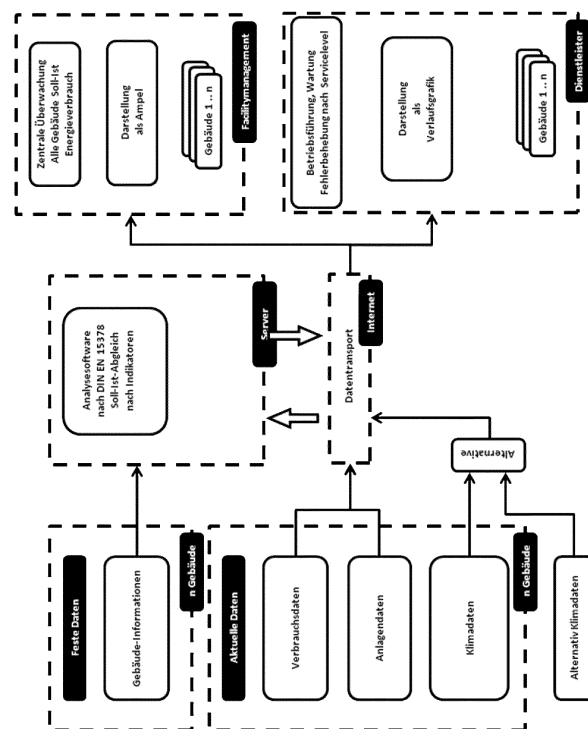 Feste Daten
Gebäude-Informationen
n Gebäude
Aktuelle Daten
Verbrauchsdaten
Anlagendaten
Klimadaten
n Gebäude
Alternativ Klimadaten
Alternative
Analysesoftware
nach DIN EN 15378
Soll-Ist-Abgleich
nach Indikatoren
Server
Datentransport
Internet
Zentrale Überwachung
Alle Gebäude Soll-Ist
Energieverbrauch
Darstellung
als Ampel
Gebäude 1 .. n
Facilitymanagement
Betriebsführung, Wartung
Fehlerbehebung nach Servicelevel
Darstellung
als
Verlaufsgrafik
Gebäude 1 .. n
Dienstleister